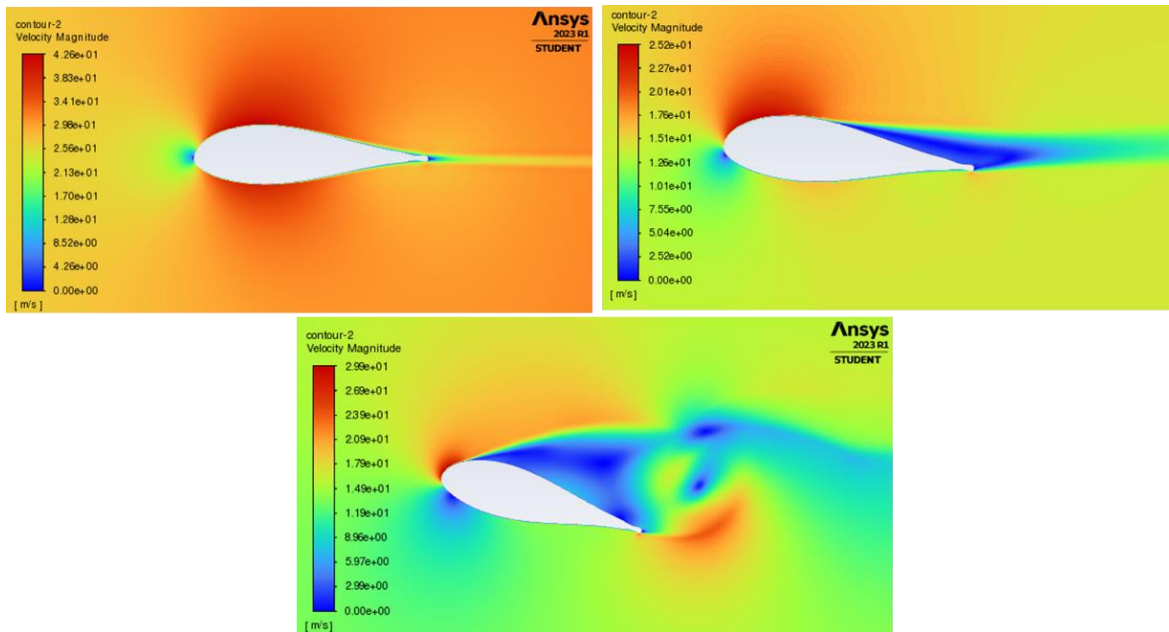 contour-2
Velocity Magnitude
4.26e+01
3.83e+01
3.41e+01
2.98e+01
2.56e+01
2.13e+01
1.70e+01
1.28e+01
8.52e+00
4.26e+00
0.00e+00
[ m/s ]
Ansys
2023 R1
STUDENT
contour-2
Velocity Magnitude
2.52e+01
2.27e+01
2.01e+01
1.76e+01
1.51e+01
1.26e+01
1.01e+01
7.55e+00
5.04e+00
2.52e+00
0.00e+00
[ m/s ]
contour-2
Velocity Magnitude
2.99e+01
2.69e+01
2.39e+01
2.09e+01
1.79e+01
1.49e+01
1.19e+01
8.96e+00
5.97e+00
2.99e+00
0.00e+00
[ m/s ]
Ansys
2023 R1
STUDENT